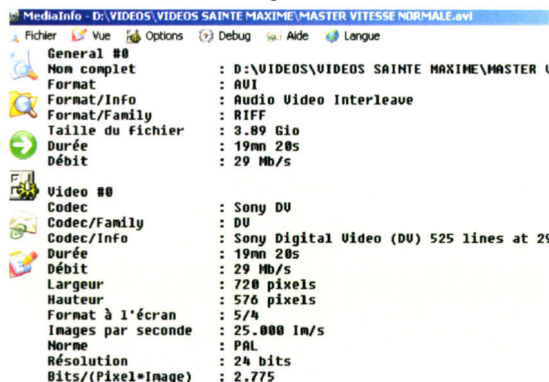 MediaInfo - D:\VIDEOS\VIDEOS SAINTE MAXIME\MASTER VITESSE NORMALE.avi
Fichier Vue Options Debug Aide Langue
General #0
Nom complet : D:\VIDEOS\VIDEOS SAINTE MAXIME\MASTER V
Format : AVI
Format/Info : Audio Video Interleave
Format/Family : RIFF
Taille du fichier : 3.89 Gio
Durée : 19mn 20s
Débit : 29 Mb/s
Video #0
Codec : Sony DV
Codec/Family : DV
Codec/Info : Sony Digital Video (DV) 525 lines at 29
Durée : 19mn 20s
Débit : 29 Mb/s
Largeur : 720 pixels
Hauteur : 576 pixels
Format à l'écran : 5/4
Images par seconde : 25.000 Im/s
Norme : PAL
Résolution : 24 bits
Bits/(Pixel*Image) : 2.775